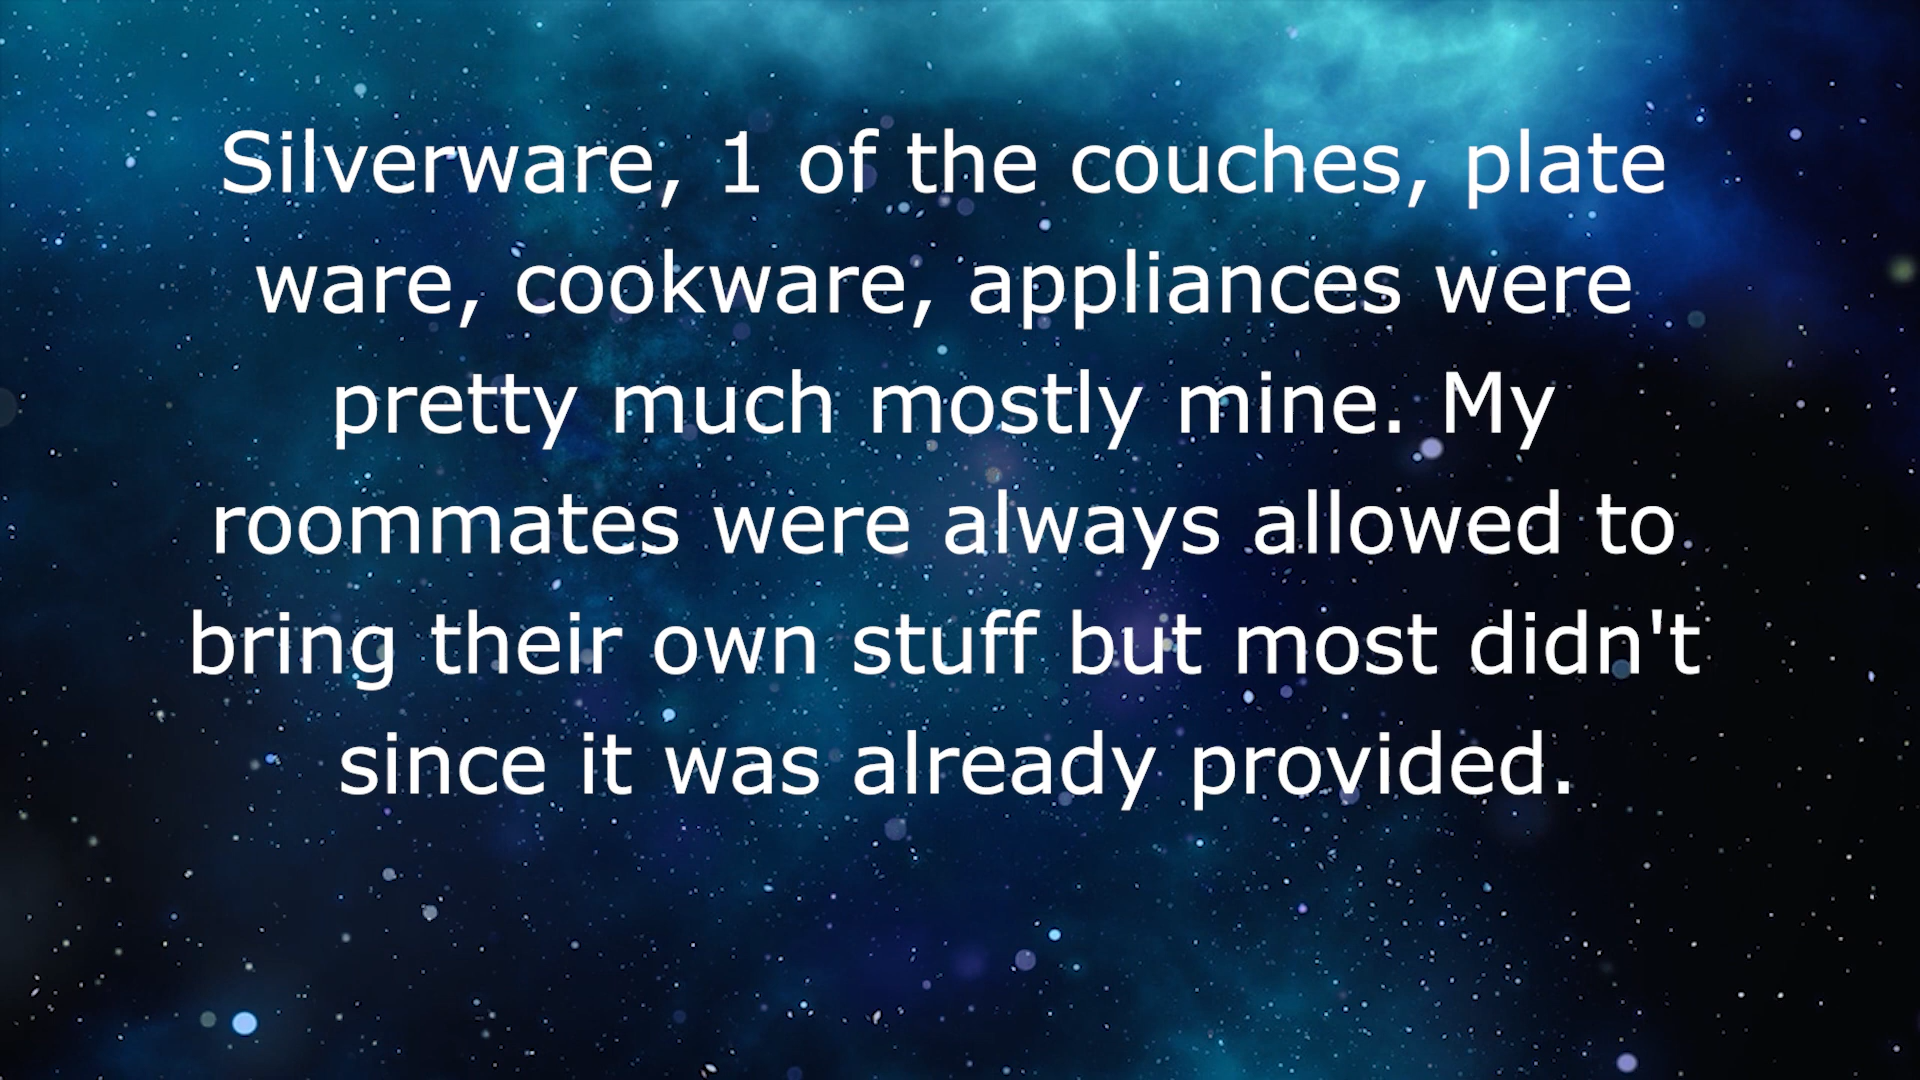 Silverware, 1 of the couches, plate
ware, cookware, appliances were
pretty much mostly mine. My
roommates were always allowed to
bring their own stuff but most didn't
since it was already provided.